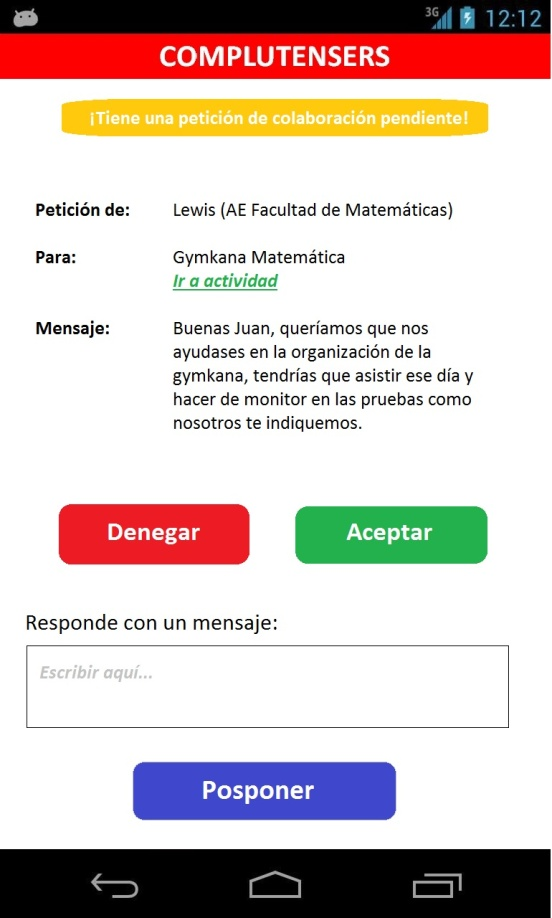 3G 12:12
COMPLUTENSERS
¡Tiene una petición de colaboración pendiente!
Petición de: Lewis (AE Facultad de Matemáticas)
Para: Gymkana Matemática
Ir a actividad
Mensaje: Buenas Juan, queríamos que nos
ayudases en la organización de la
gymkana, tendrías que asistir ese día y
hacer de monitor en las pruebas como
nosotros te indiquemos.
Denegar Aceptar
Responde con un mensaje:
Escribir aquí...
Posponer